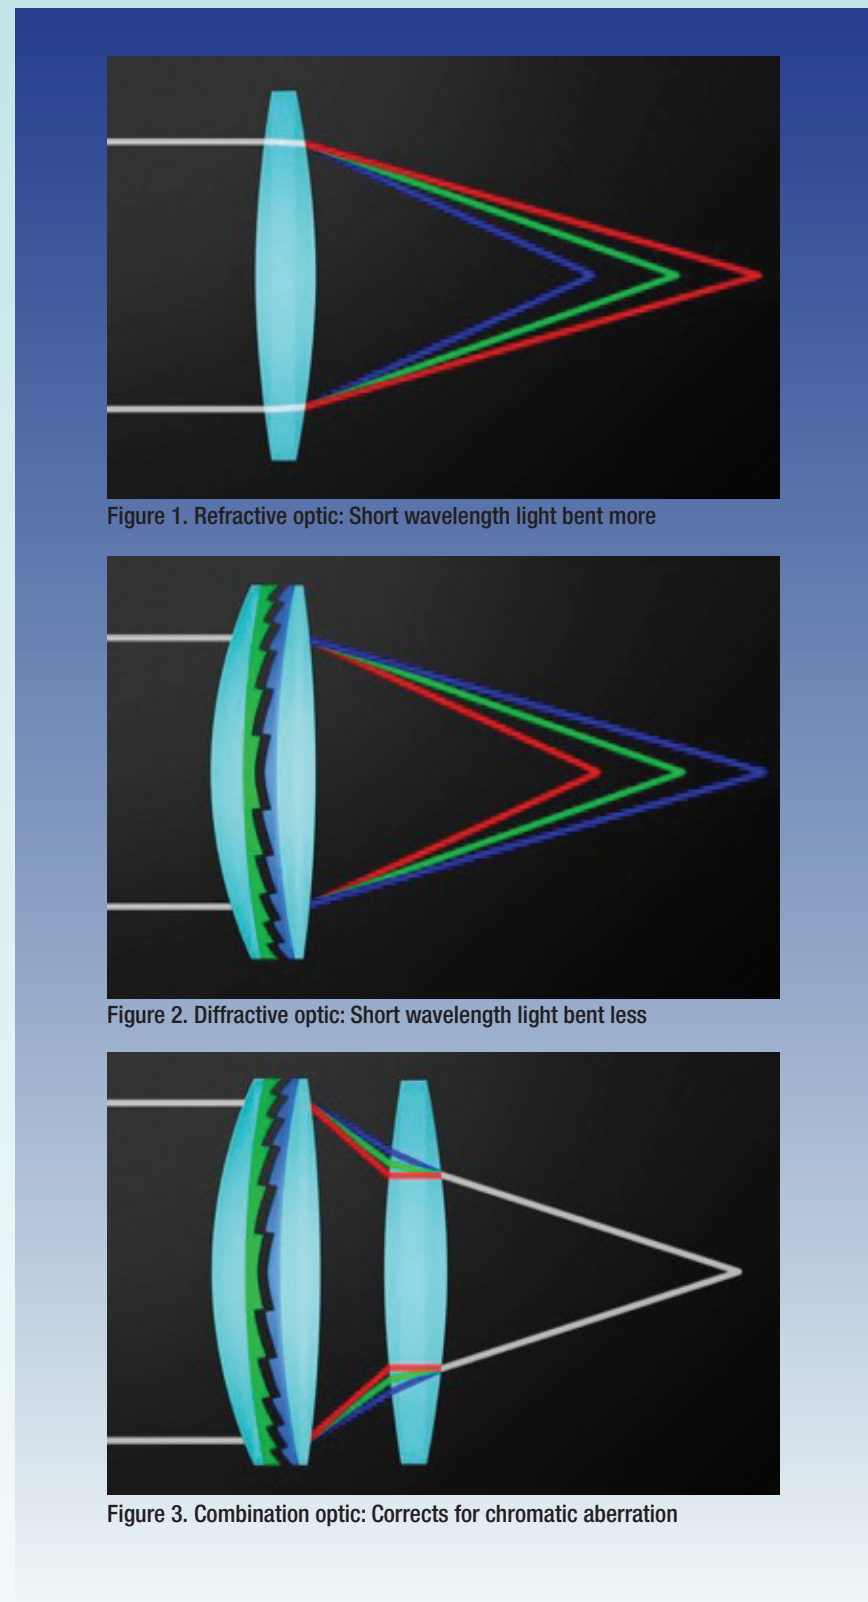 Figure 1. Refractive optic: Short wavelength light bent more
Figure 2. Diffractive optic: Short wavelength light bent less
Figure 3. Combination optic: Corrects for chromatic aberration